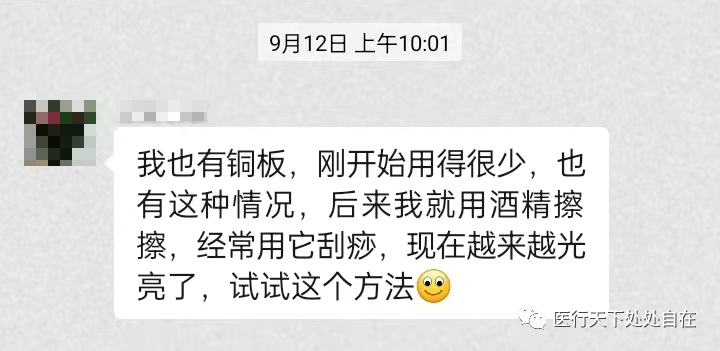 9月12日 上午10:01
我也有铜板，刚开始用得很少，也
有这种情况，后来我就用酒精擦
擦，经常用它刮痧，现在越来越光
亮了，试试这个方法
医行天下处处自在